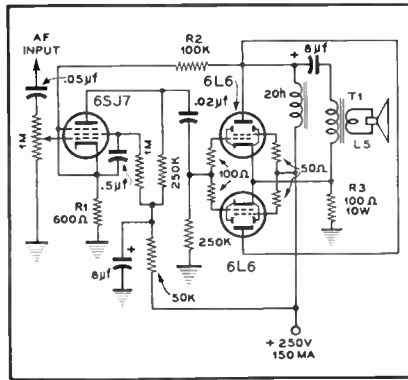 AF
INPUT
.05µf
6SJ7
R2
100K
6L6
.02µf
+
8µf
20h
T1
LS
1M
.5µf
1M
250K
100Ω
50Ω
R1
600Ω
R3
100Ω
10W
8µf
+
250K
6L6
50K
+250V
150 MA